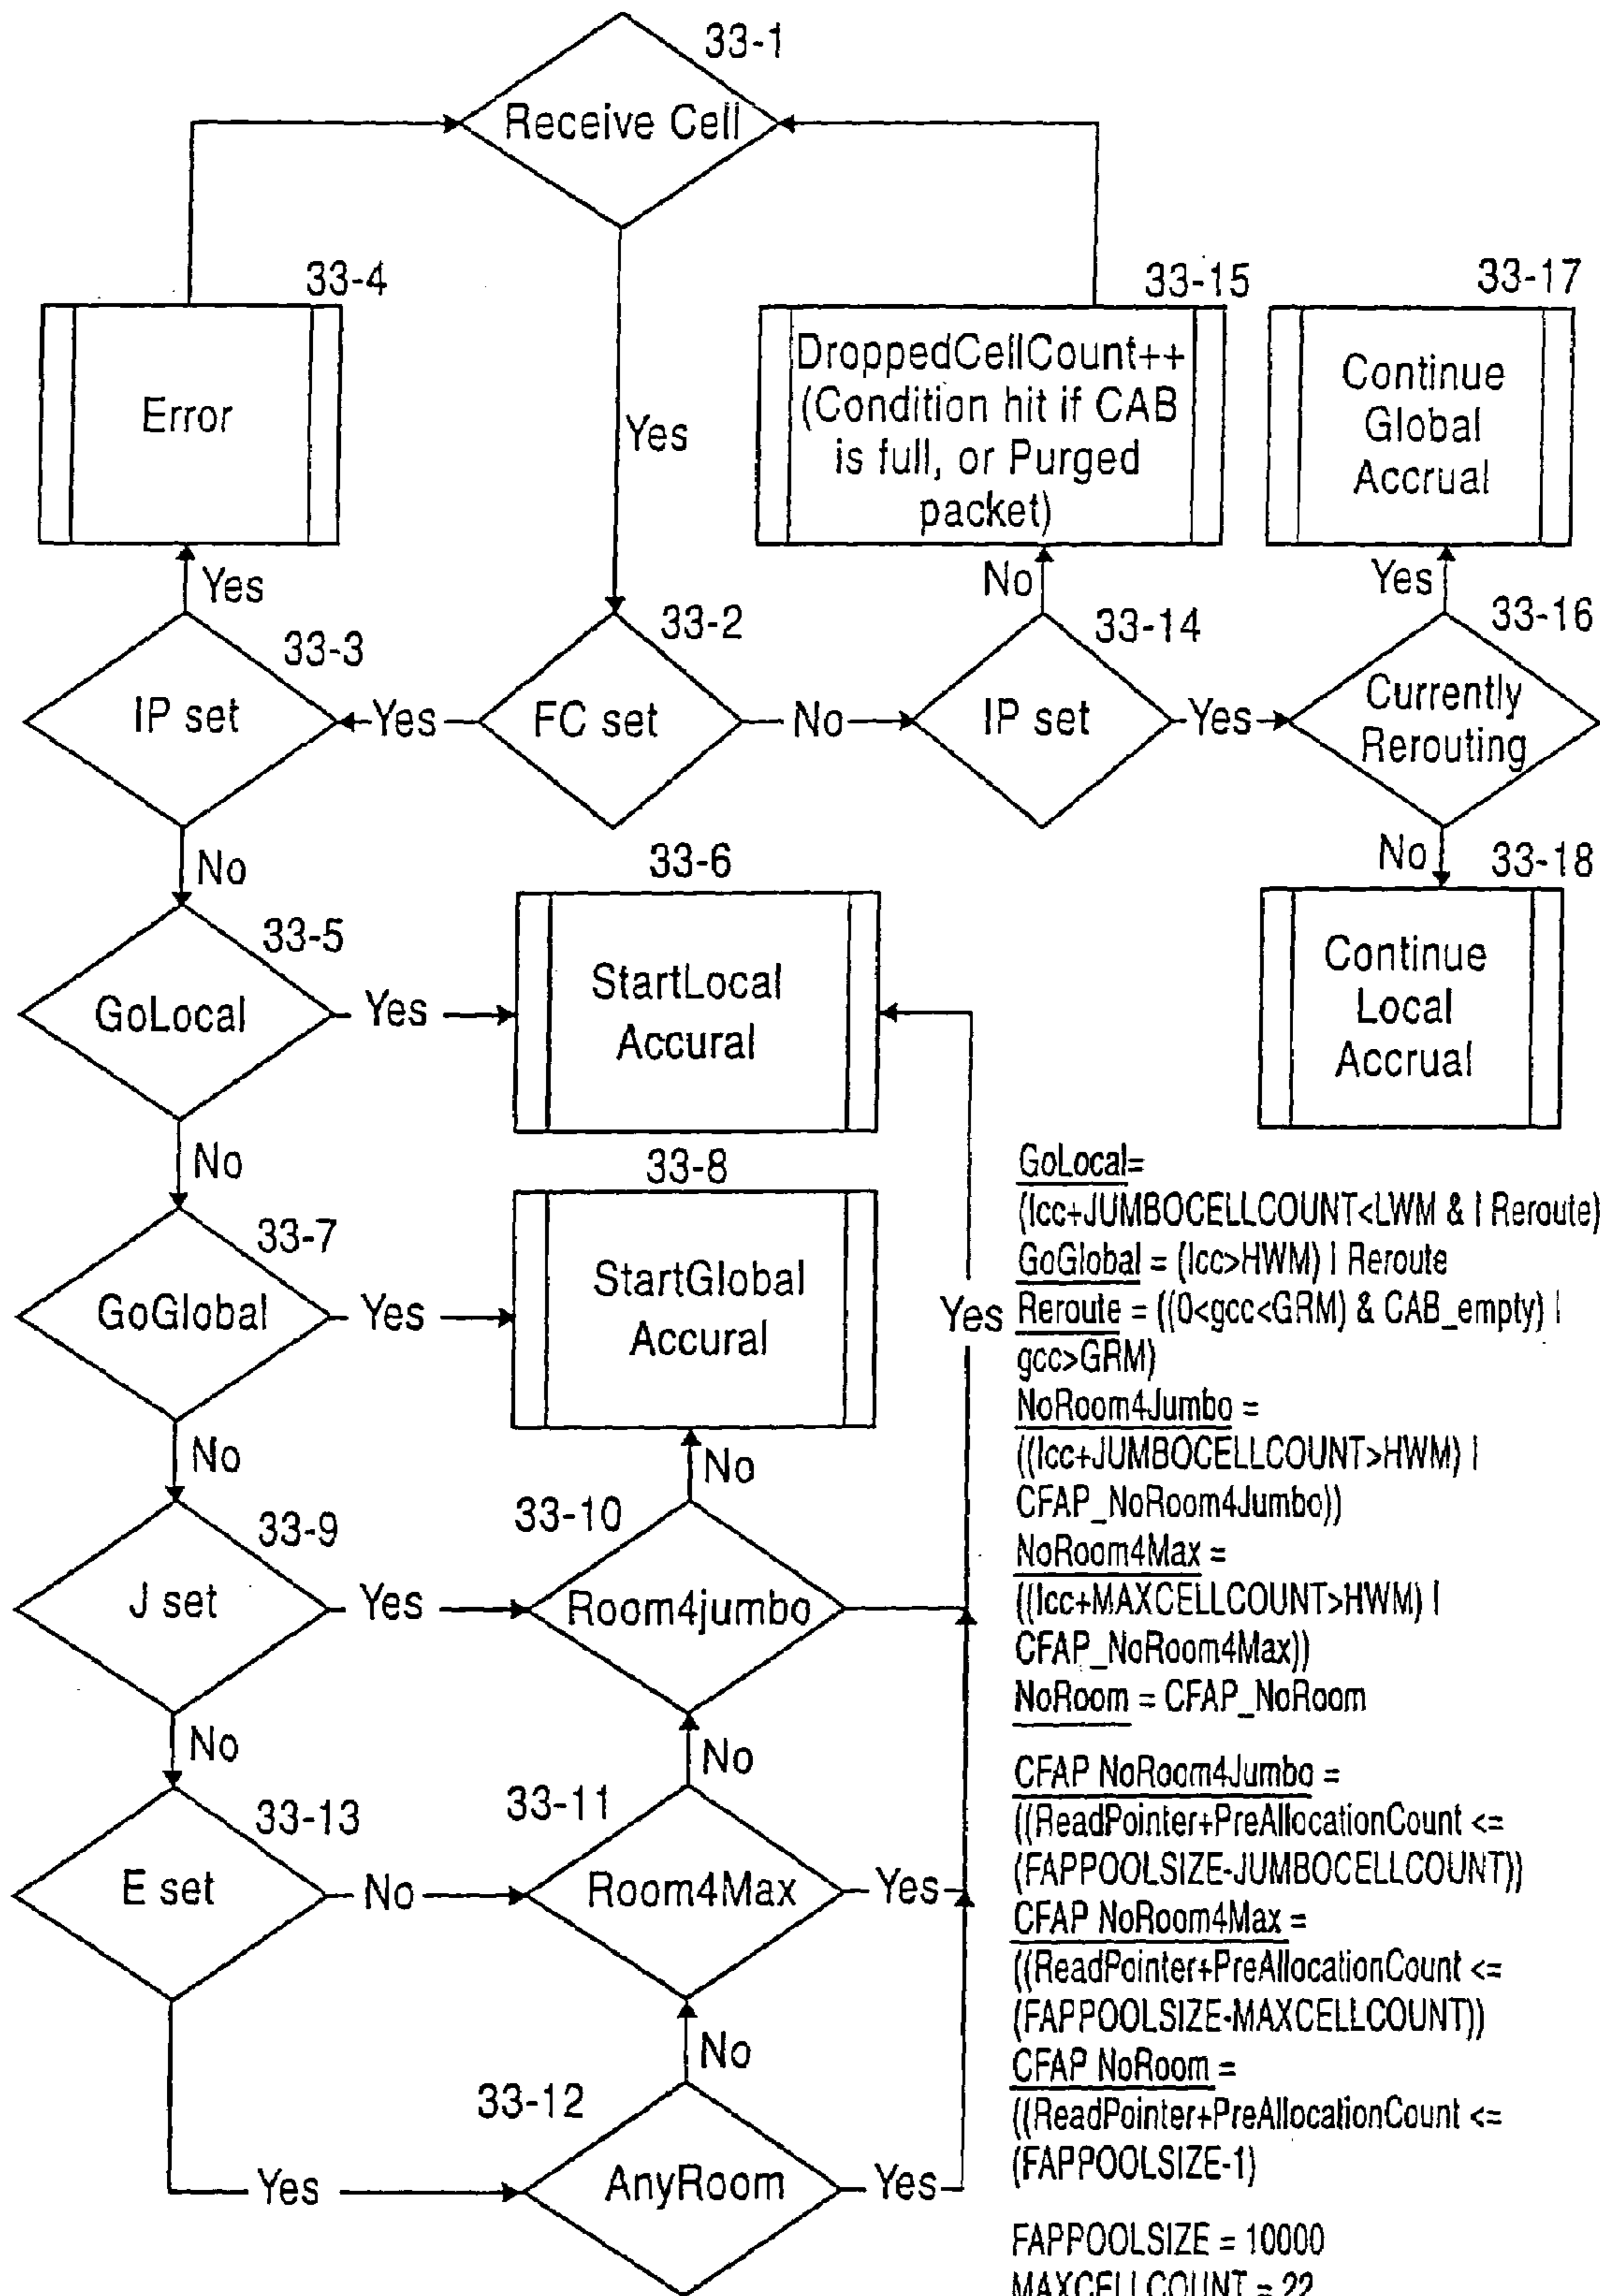 33-1
Receive Cell
33-4
Error
Yes
33-15
DroppedCellCount++
(Condition hit if CAB
is full, or Purged
packet)
33-17
Continue
Global
Accrual
Yes
33-3
IP set
Yes
33-2
FC set
No
No
33-14
IP set
Yes
Yes
33-16
Currently
Rerouting
No
33-5
GoLocal
Yes
33-6
StartLocal
Accural
No
33-18
Continue
Local
Accrual
No
33-7
GoGlobal
Yes
33-8
StartGlobal
Accural
Yes
No
33-9
J set
Yes
33-10
Room4jumbo
No
No
33-13
E set
No
33-11
Room4Max
No
Yes
Yes
33-12
AnyRoom
No
Yes
GoLocal=
(lcc+JUMBOCELLCOUNT<LWM & | Reroute)
GoGlobal = (lcc>HWM) | Reroute
Reroute = ((0<gcc<GRM) & CAB_empty) |
gcc>GRM)
NoRoom4Jumbo =
((lcc+JUMBOCELLCOUNT>HWM) |
CFAP_NoRoom4Jumbo))
NoRoom4Max =
((lcc+MAXCELLCOUNT>HWM) |
CFAP_NoRoom4Max))
NoRoom = CFAP_NoRoom
CFAP NoRoom4Jumbo =
((ReadPointer+PreAllocationCount <=
(FAPPOOLSIZE-JUMBOCELLCOUNT))
CFAP NoRoom4Max =
((ReadPointer+PreAllocationCount <=
(FAPPOOLSIZE-MAXCELLCOUNT))
CFAP NoRoom =
((ReadPointer+PreAllocationCount <=
(FAPPOOLSIZE-1)
FAPPOOLSIZE = 10000
MAXCELLCOUNT = 22